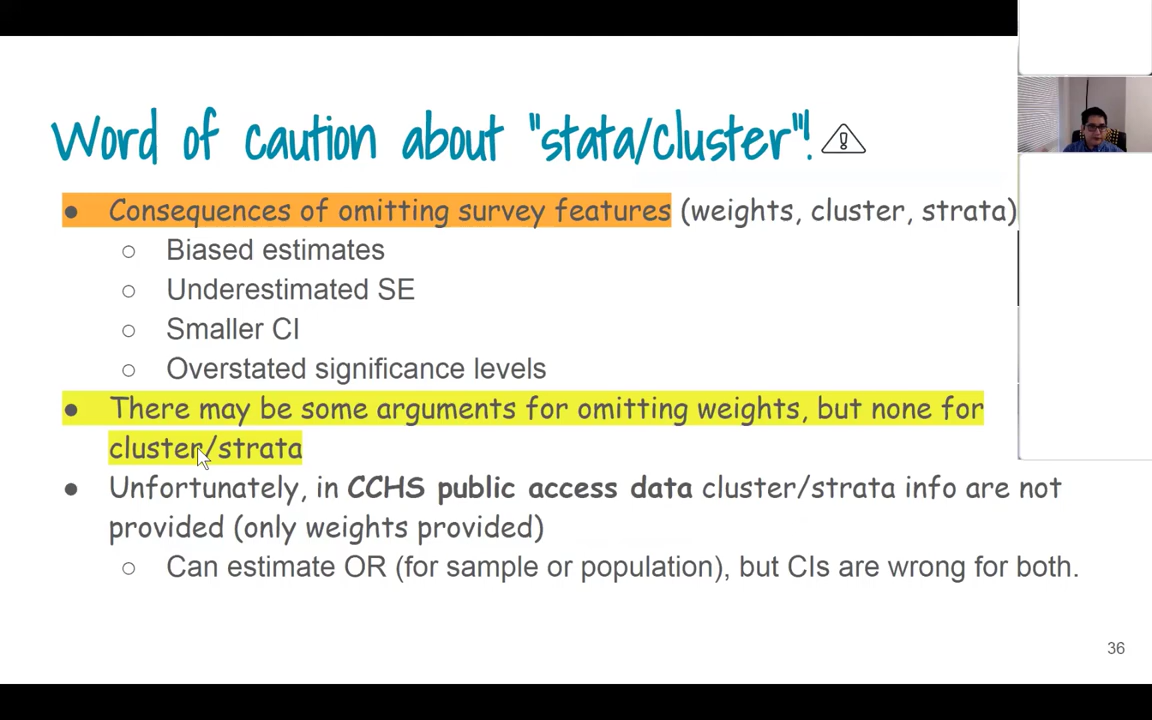 Word of caution about "stata/cluster"!
● Consequences of omitting survey features (weights, cluster, strata)
○ Biased estimates
○ Underestimated SE
○ Smaller CI
○ Overstated significance levels
● There may be some arguments for omitting weights, but none for
cluster/strata
● Unfortunately, in CCHS public access data cluster/strata info are not
provided (only weights provided)
○ Can estimate OR (for sample or population), but CIs are wrong for both.
36